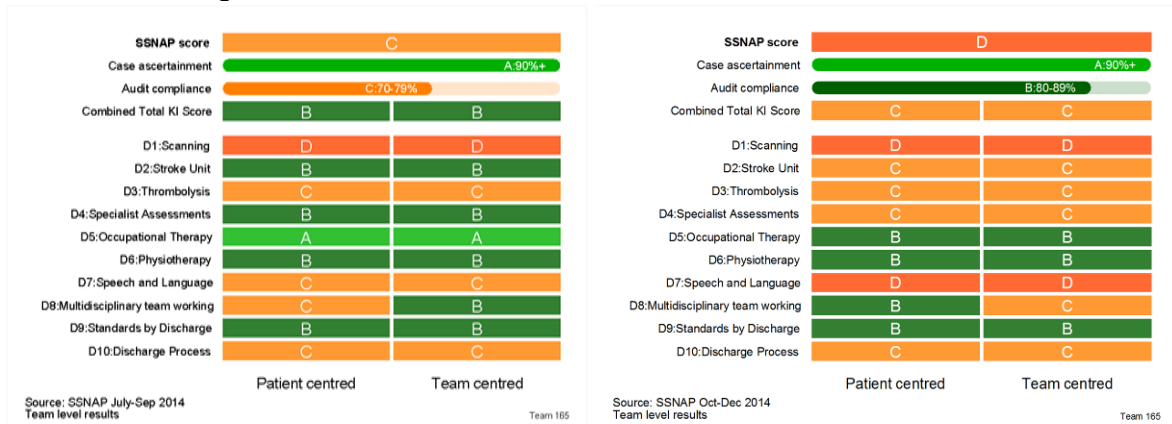 SSNAP score C
Case ascertainment A:90%+
Audit compliance C:70-79%
Combined Total KI Score B B
D1:Scanning D D
D2:Stroke Unit B B
D3:Thrombolysis C C
D4:Specialist Assessments B B
D5:Occupational Therapy A A
D6:Physiotherapy B B
D7:Speech and Language C C
D8:Multidisciplinary team working C B
D9:Standards by Discharge B B
D10:Discharge Process C C
Patient centred Team centred
Source: SSNAP July-Sep 2014
Team level results Team 165
SSNAP score D
Case ascertainment A:90%+
Audit compliance B:80-89%
Combined Total KI Score C C
D1:Scanning D D
D2:Stroke Unit C C
D3:Thrombolysis C C
D4:Specialist Assessments C C
D5:Occupational Therapy B B
D6:Physiotherapy B B
D7:Speech and Language D D
D8:Multidisciplinary team working B C
D9:Standards by Discharge B B
D10:Discharge Process C C
Patient centred Team centred
Source: SSNAP Oct-Dec 2014
Team level results Team 165